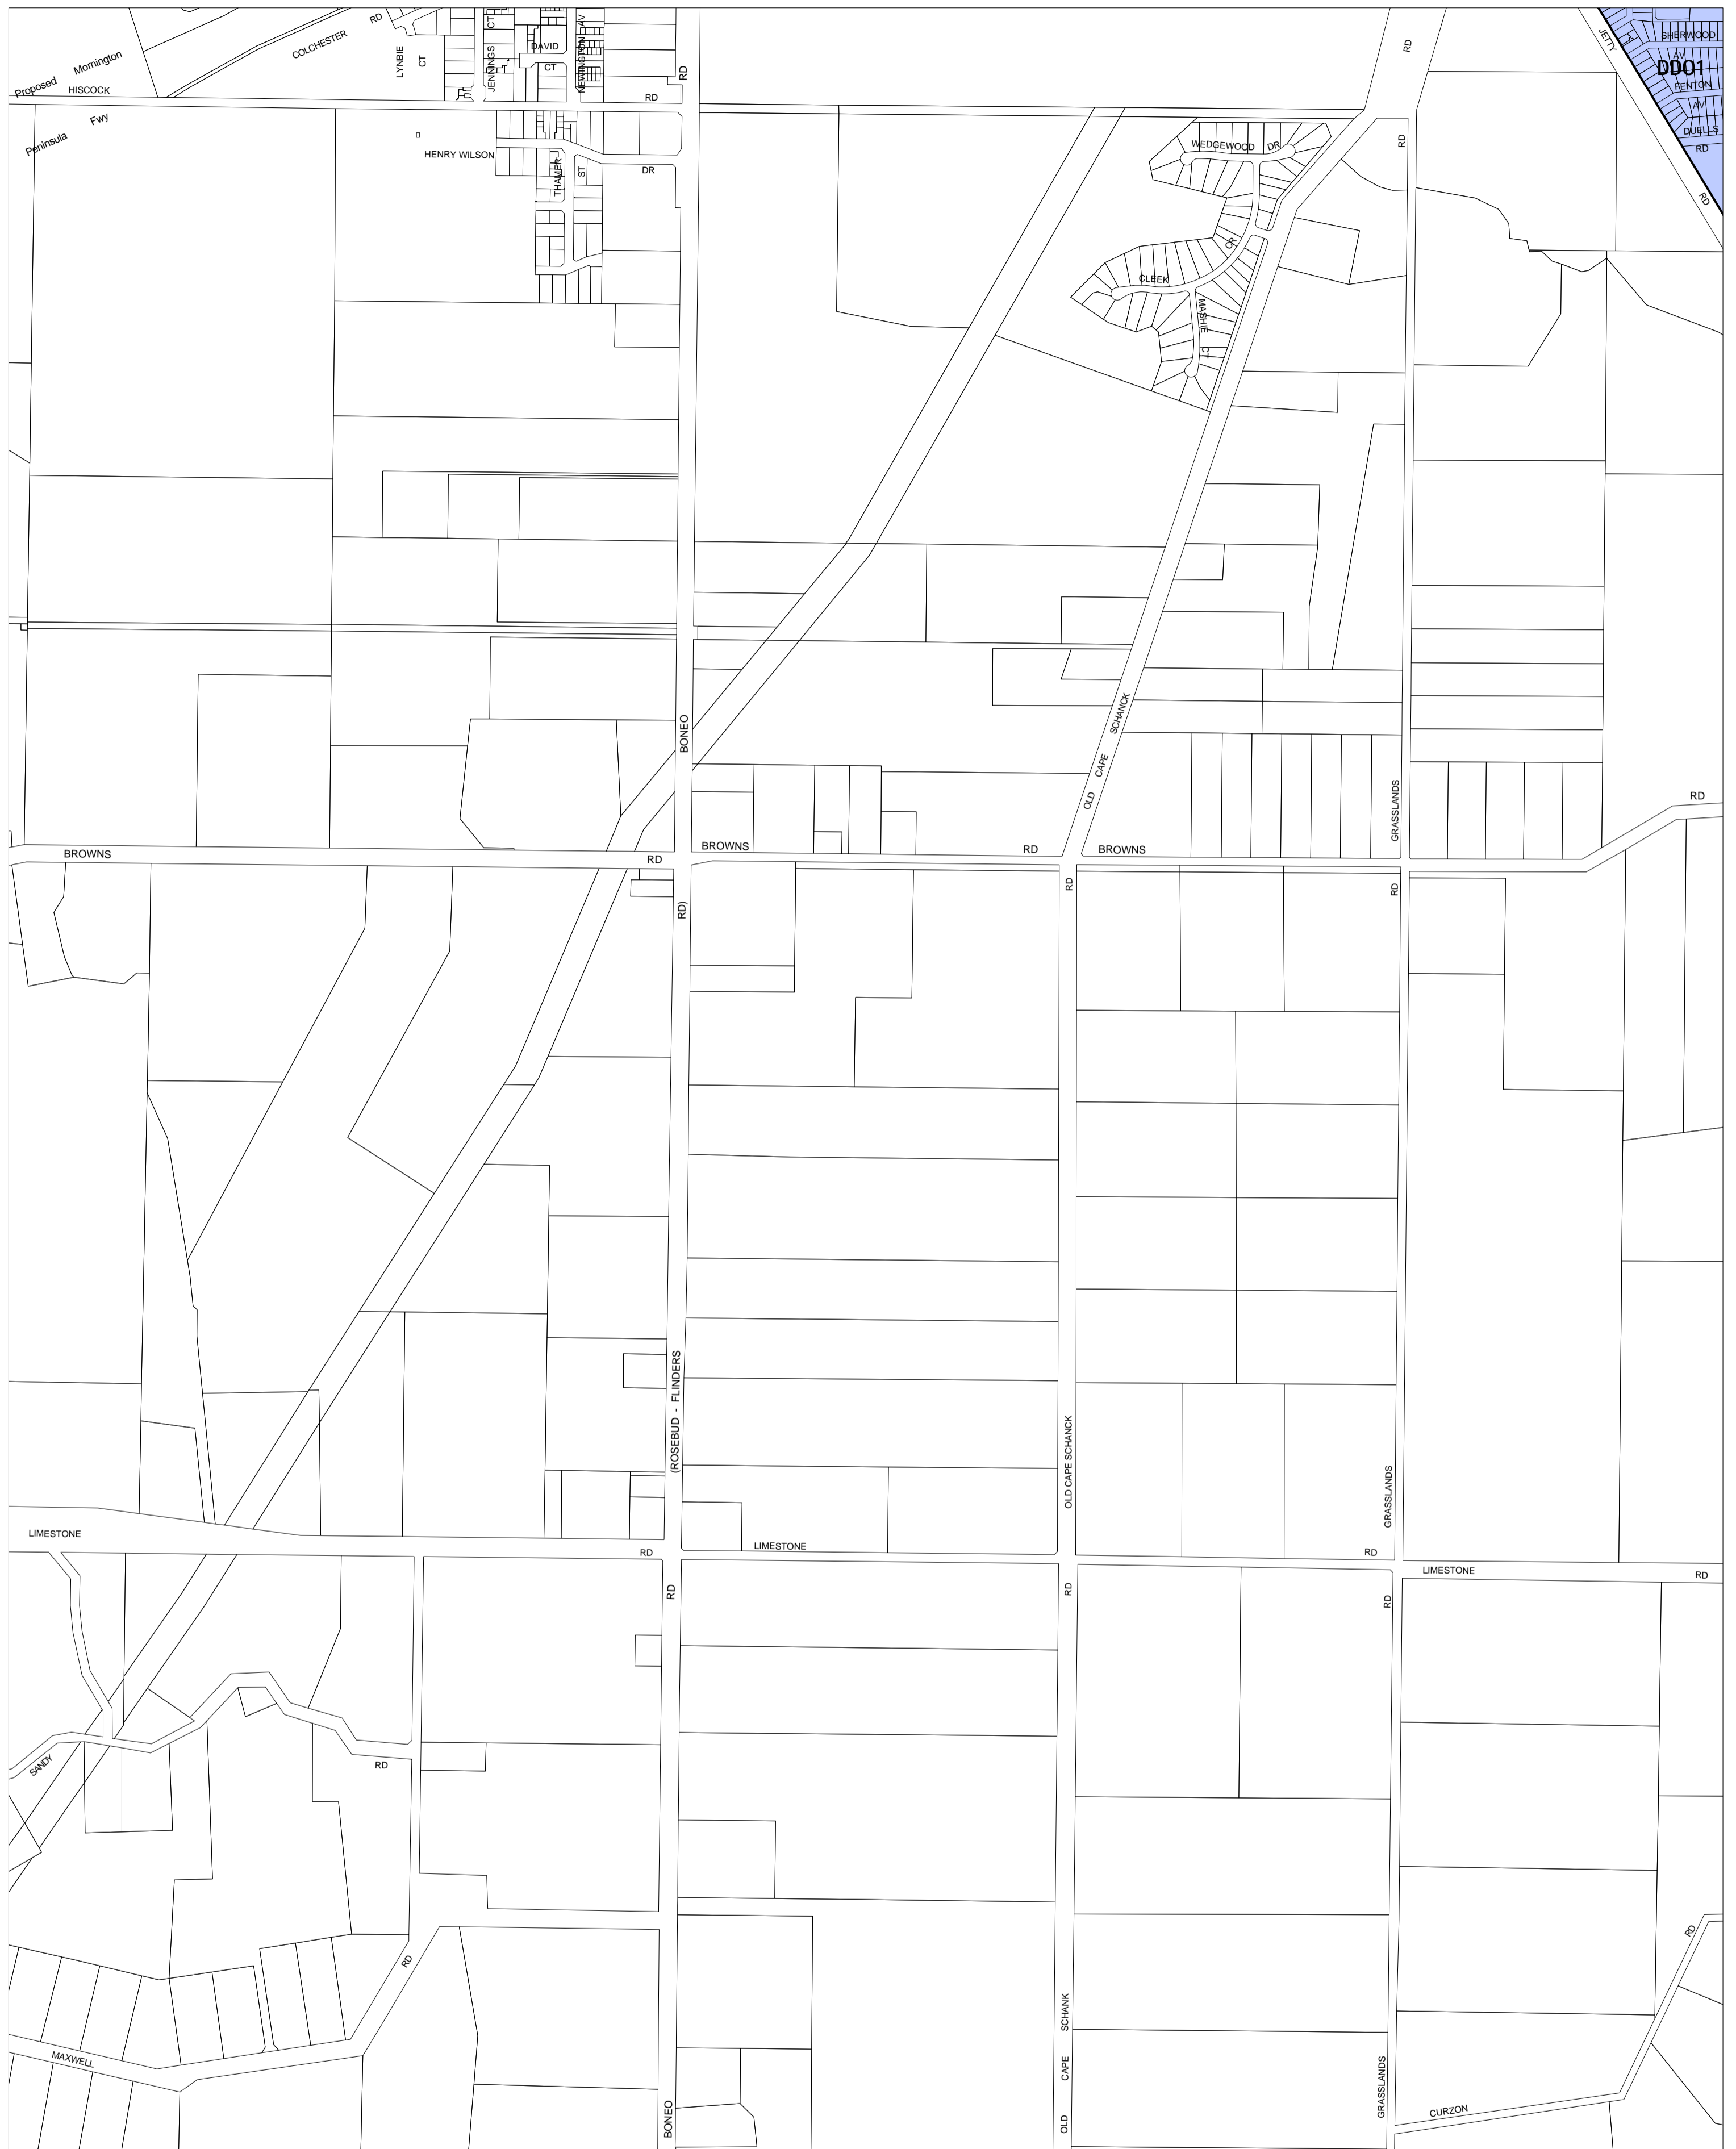 RD
COLCHESTER
LYNBIE
CT
JENNINGS
CT
DAVID
CT
NEWINGTON
AV
RD
RD
JETTY
RD
SHERWOOD
AV
DDO1
FENTON
AV
DUELLS
RD
Proposed Mornington
HISCOCK
RD
Peninsula Fwy
HENRY WILSON
DR
THAMER
ST
WEDGEWOOD DR
RD
CLEEK
CR
MASHIE
CT
BONEO
OLD CAPE SCHANCK
GRASSLANDS
RD
BROWNS
RD
BROWNS
RD
BROWNS
RD)
RD
RD
(ROSEBUD - FLINDERS
OLD CAPE SCHANCK
GRASSLANDS
LIMESTONE
RD
LIMESTONE
RD
LIMESTONE
RD
RD
RD
RD
SANDY
RD
RD
RD
MAXWELL
BONEO
OLD CAPE SCHANK
GRASSLANDS
CURZON